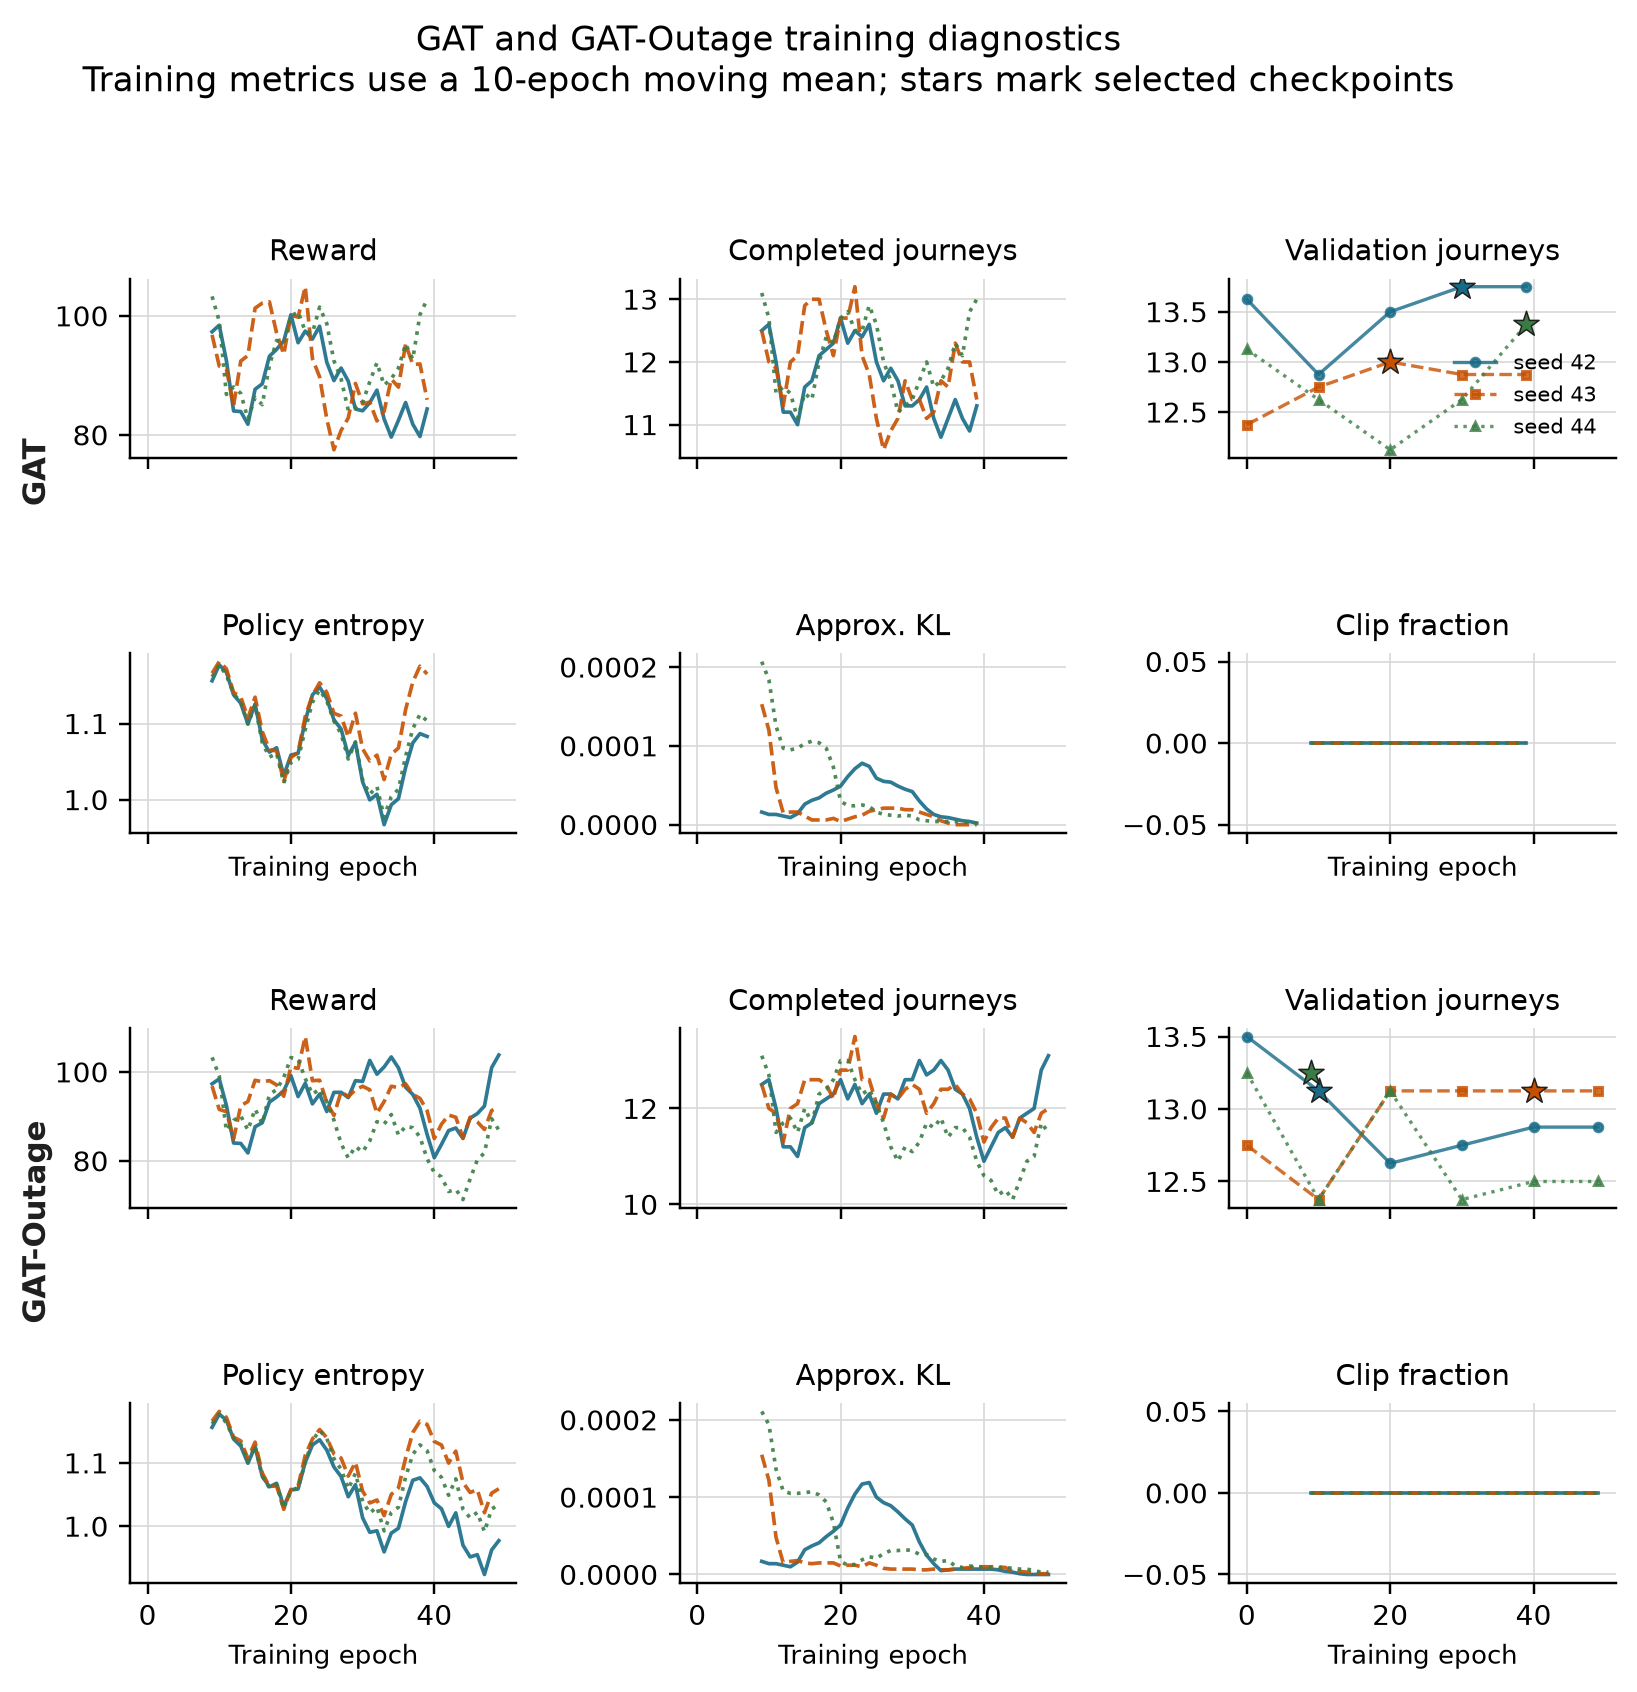 GAT and GAT-Outage training diagnostics
Training metrics use a 10-epoch moving mean; stars mark selected checkpoints
GAT
Reward
100
80
Completed journeys
13
12
11
Validation journeys
13.5
13.0
12.5
seed 42
seed 43
seed 44
Policy entropy
1.1
1.0
Training epoch
Approx. KL
0.0002
0.0001
0.0000
Training epoch
Clip fraction
0.05
0.00
−0.05
Training epoch
GAT-Outage
Reward
100
80
Completed journeys
12
10
Validation journeys
13.5
13.0
12.5
Policy entropy
1.1
1.0
0 20 40
Training epoch
Approx. KL
0.0002
0.0001
0.0000
0 20 40
Training epoch
Clip fraction
0.05
0.00
−0.05
0 20 40
Training epoch